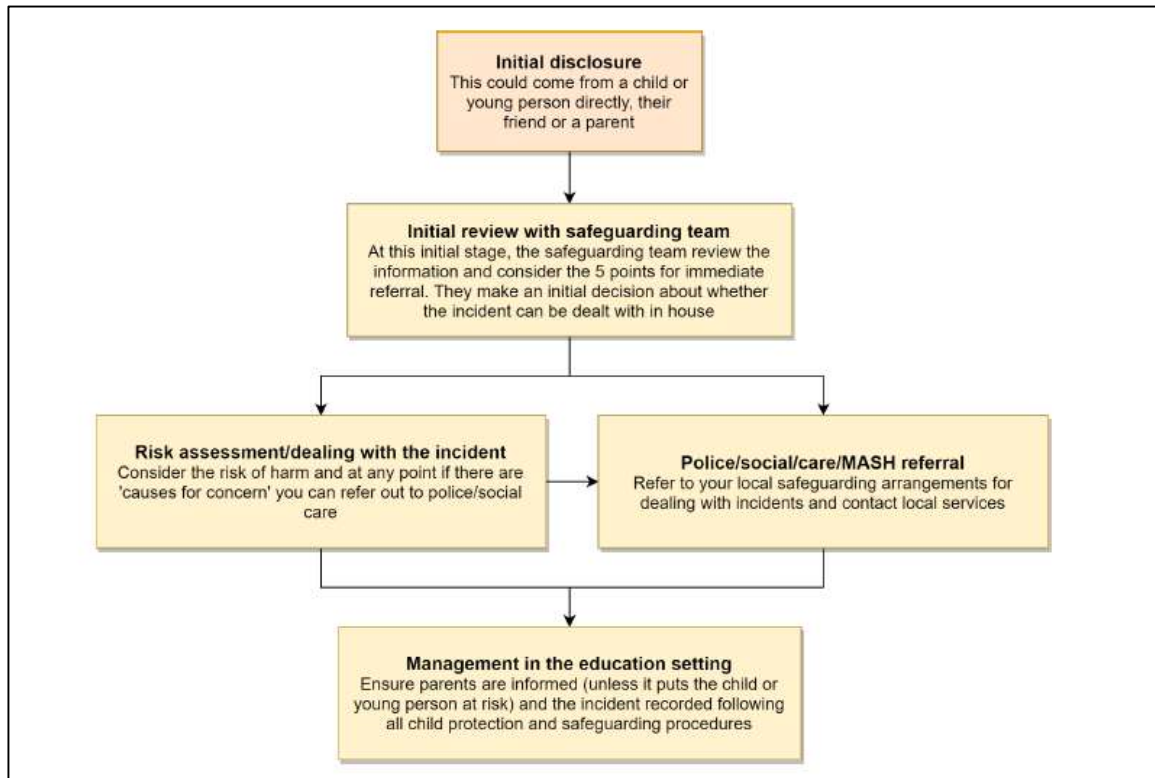 Initial disclosure
This could come from a child or
young person directly, their
friend or a parent
Initial review with safeguarding team
At this initial stage, the safeguarding team review the
information and consider the 5 points for immediate
referral. They make an initial decision about whether
the incident can be dealt with in house
Risk assessment/dealing with the incident
Consider the risk of harm and at any point if there are
'causes for concern' you can refer out to police/social
care
Police/social/care/MASH referral
Refer to your local safeguarding arrangements for
dealing with incidents and contact local services
Management in the education setting
Ensure parents are informed (unless it puts the child or
young person at risk) and the incident recorded following
all child protection and safeguarding procedures